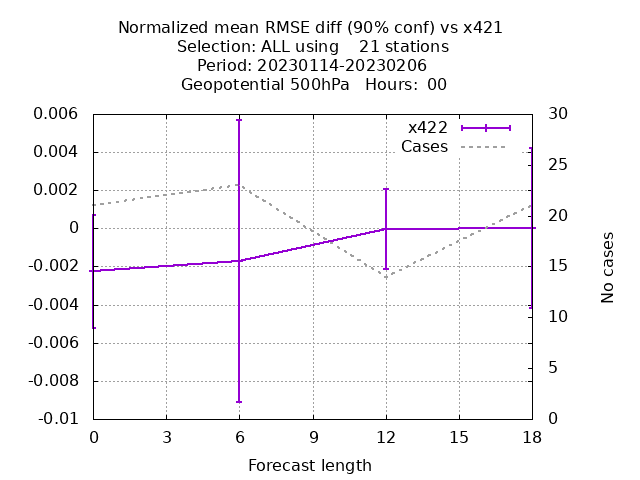 Normalized mean RMSE diff (90% conf) vs x421
Selection: ALL using    21 stations
Period: 20230114-20230206
Geopotential 500hPa   Hours:  00
0.006
0.004
0.002
0
-0.002
-0.004
-0.006
-0.008
-0.01
30
25
20
15
10
5
0
x422
Cases
No cases
0 3 6 9 12 15 18
Forecast length